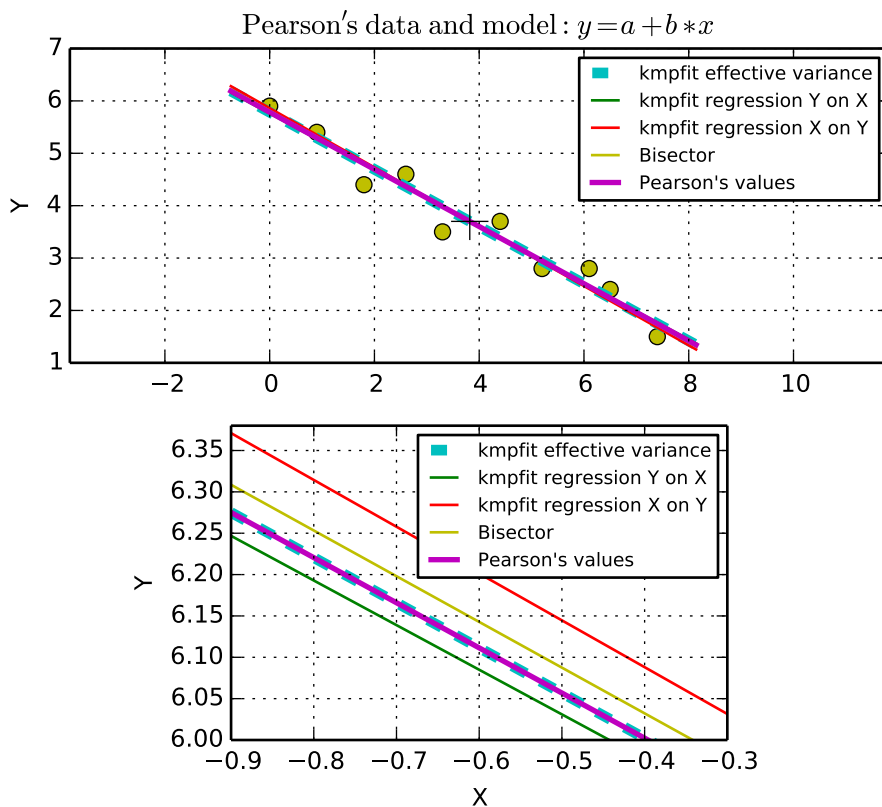 Pearson's data and model: y=a+b*x
7
6
5
4
3
2
1
Y
−2
0
2
4
6
8
10
kmpfit effective variance
kmpfit regression Y on X
kmpfit regression X on Y
Bisector
Pearson's values
6.35
6.30
6.25
6.20
6.15
6.10
6.05
6.00
Y
−0.9
−0.8
−0.7
−0.6
−0.5
−0.4
−0.3
X
kmpfit effective variance
kmpfit regression Y on X
kmpfit regression X on Y
Bisector
Pearson's values